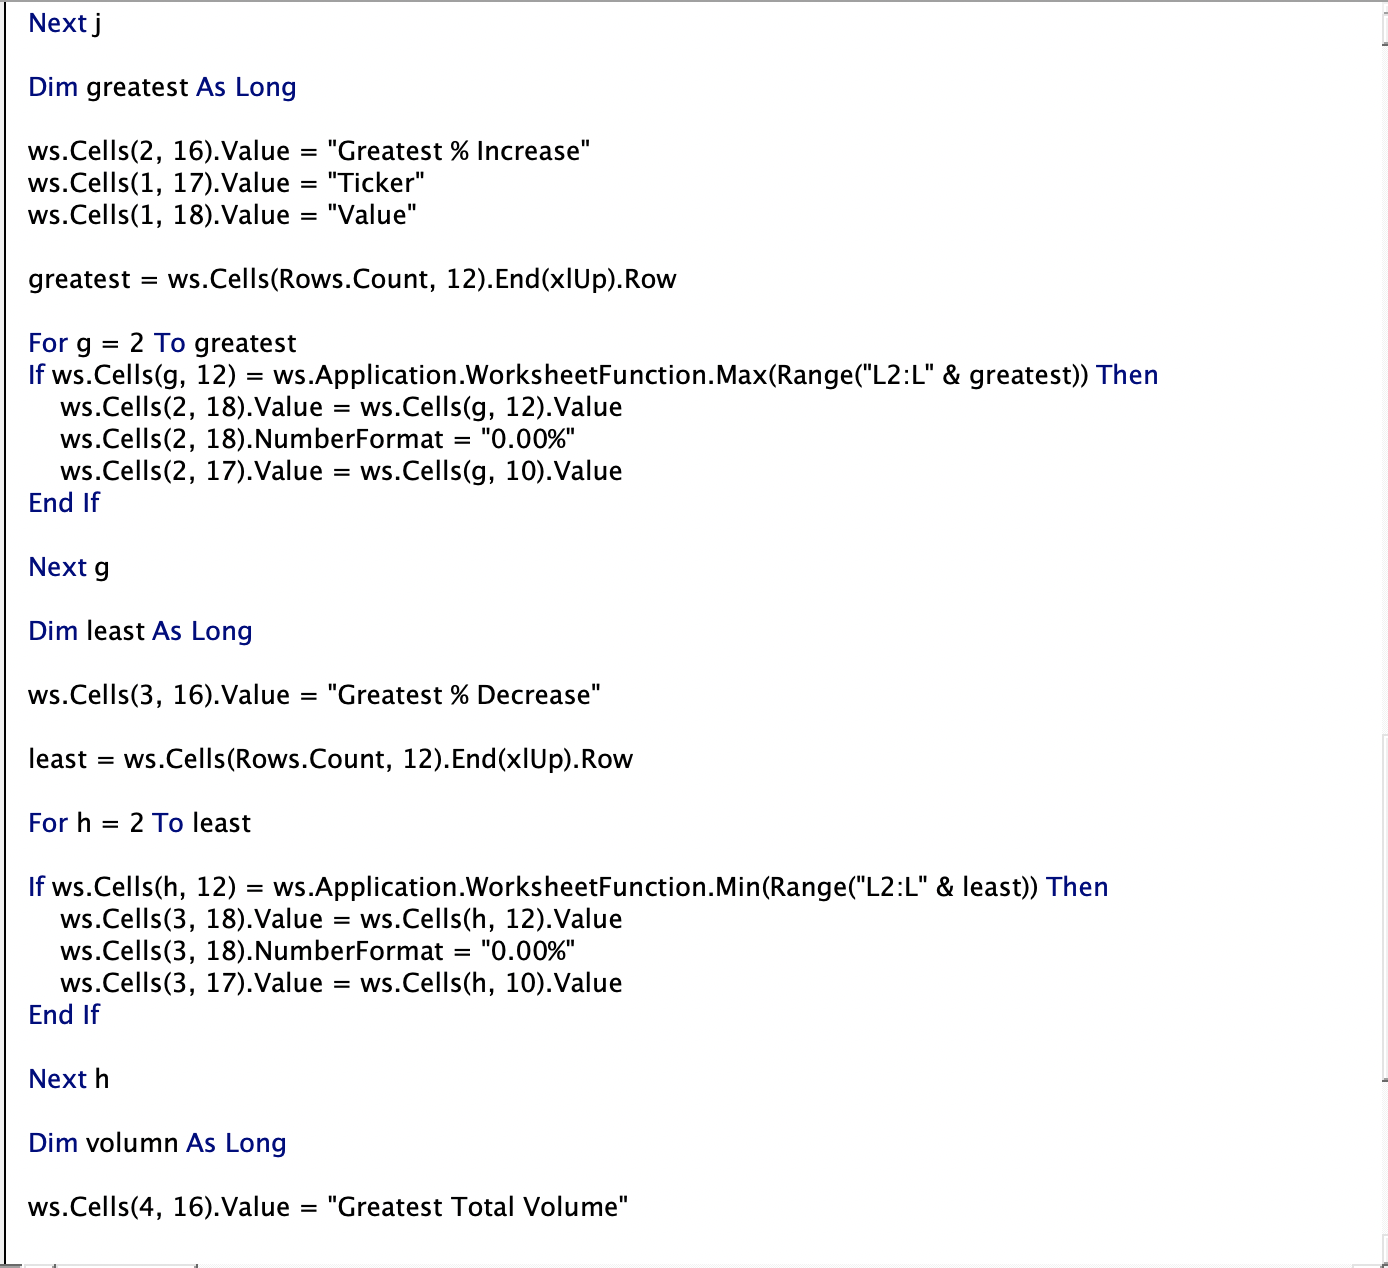 Next j
Dim greatest As Long
ws.Cells(2, 16).Value = "Greatest % Increase"
ws.Cells(1, 17).Value = "Ticker"
ws.Cells(1, 18).Value = "Value"
greatest = ws.Cells(Rows.Count, 12).End(xlUp).Row
For g = 2 To greatest
If ws.Cells(g, 12) = ws.Application.WorksheetFunction.Max(Range("L2:L" & greatest)) Then
ws.Cells(2, 18).Value = ws.Cells(g, 12).Value
ws.Cells(2, 18).NumberFormat = "0.00%"
ws.Cells(2, 17).Value = ws.Cells(g, 10).Value
End If
Next g
Dim least As Long
ws.Cells(3, 16).Value = "Greatest % Decrease"
least = ws.Cells(Rows.Count, 12).End(xlUp).Row
For h = 2 To least
If ws.Cells(h, 12) = ws.Application.WorksheetFunction.Min(Range("L2:L" & least)) Then
ws.Cells(3, 18).Value = ws.Cells(h, 12).Value
ws.Cells(3, 18).NumberFormat = "0.00%"
ws.Cells(3, 17).Value = ws.Cells(h, 10).Value
End If
Next h
Dim volumn As Long
ws.Cells(4, 16).Value = "Greatest Total Volume"